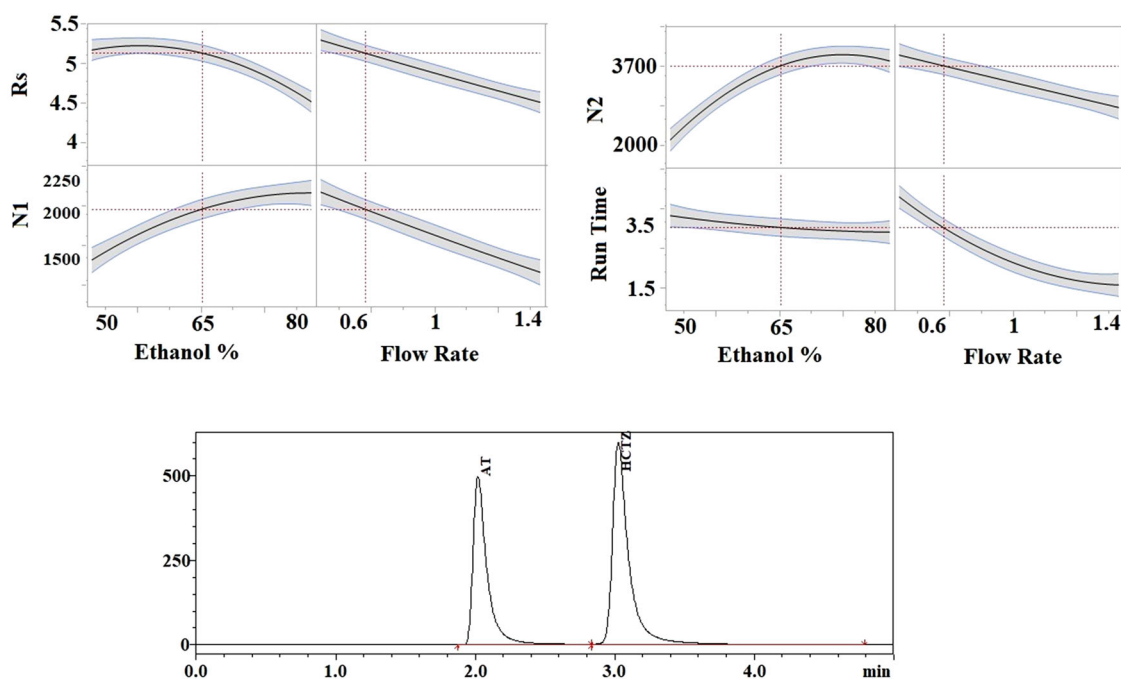 5.5
5
4.5
4
Rs
2250
2000
1500
N1
50 65 80 0.6 1 1.4
Ethanol % Flow Rate
3700
2000
N2
3.5
1.5
Run Time
50 65 80 0.6 1 1.4
Ethanol % Flow Rate
500
250
0
AT
HCTZ
0.0 1.0 2.0 3.0 4.0 min